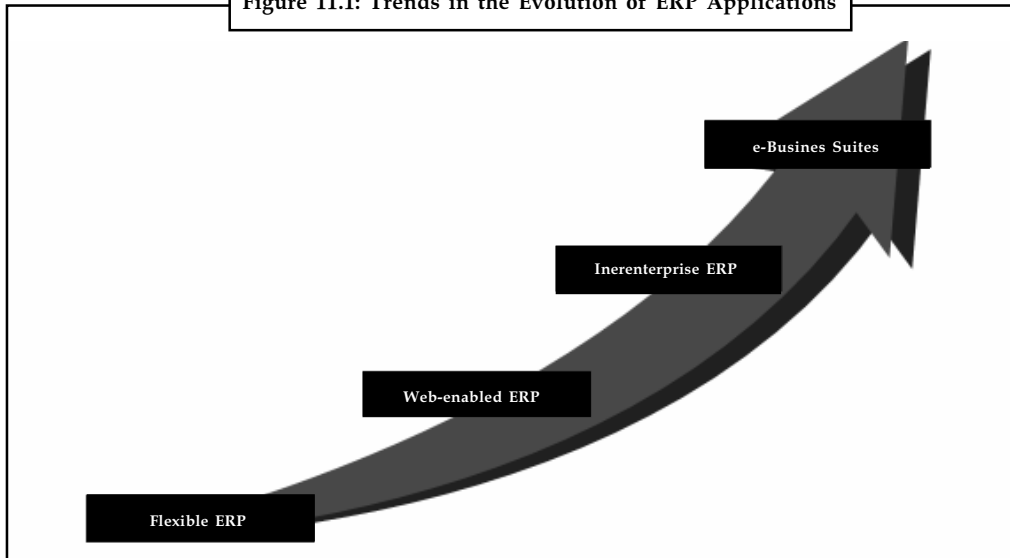 Figure 11.1: Trends in the Evolution of ERP Applications
e-Busines Suites
Inerenterprise ERP
Web-enabled ERP
Flexible ERP